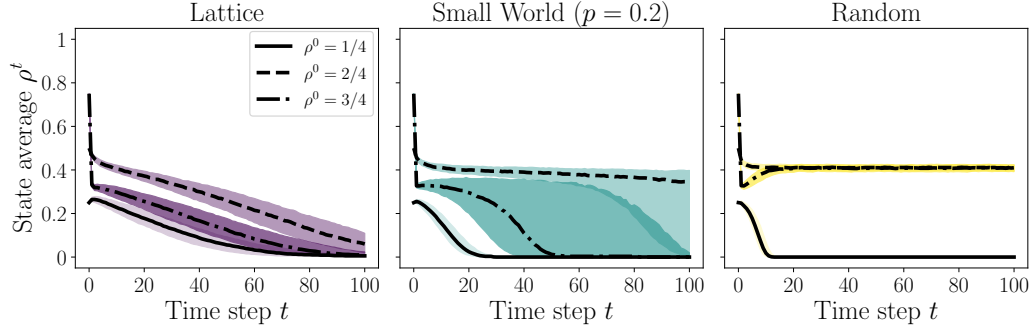 Lattice
Small World (p = 0.2)
Random
State average ρᵗ
1
0.8
0.6
0.4
0.2
0
ρ⁰ = 1/4
ρ⁰ = 2/4
ρ⁰ = 3/4
0 20 40 60 80 100
0 20 40 60 80 100
0 20 40 60 80 100
Time step t
Time step t
Time step t